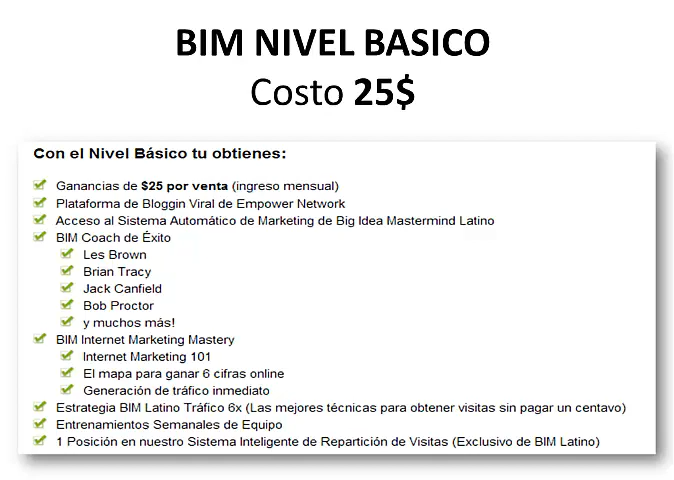 BIM NIVEL BASICO
Costo 25$
Con el Nivel Básico tu obtienes:
Ganancias de $25 por venta (ingreso mensual)
Plataforma de Bloggin Viral de Empower Network
Acceso al Sistema Automático de Marketing de Big Idea Mastermind Latino
BIM Coach de Éxito
Les Brown
Brian Tracy
Jack Canfield
Bob Proctor
y muchos más!
BIM Internet Marketing Mastery
Internet Marketing 101
El mapa para ganar 6 cifras online
Generación de tráfico inmediato
Estrategia BIM Latino Tráfico 6x (Las mejores técnicas para obtener visitas sin pagar un centavo)
Entrenamientos Semanales de Equipo
1 Posición en nuestro Sistema Inteligente de Repartición de Visitas (Exclusivo de BIM Latino)